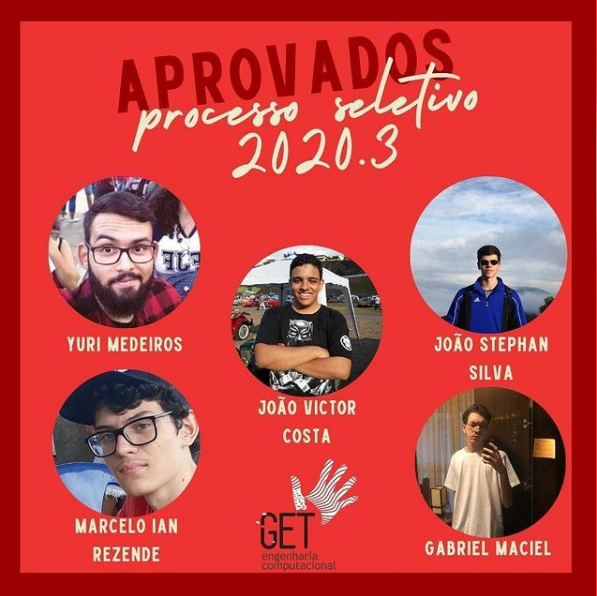 APROVADOS
processo seletivo
2020.3
YURI MEDEIROS
JOÃO VICTOR
COSTA
JOÃO STEPHAN
SILVA
MARCELO IAN
REZENDE
GABRIEL MACIEL
GET
engenharia
computacional